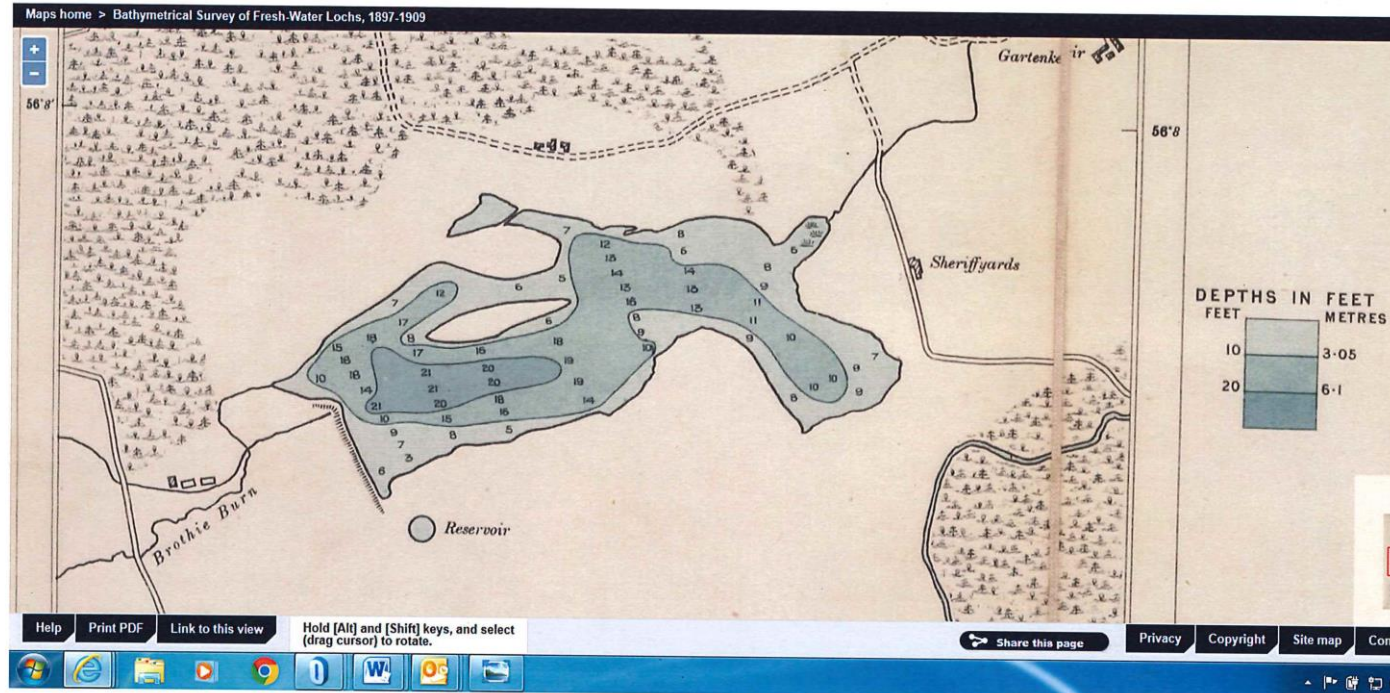 Maps home > Bathymetrical Survey of Fresh-Water Lochs, 1897-1909
+
−
56°8'
56°8
Gartenkeir
Sheriffyards
DEPTHS IN FEET
FEET METRES
10 3·05
20 6·1
7 12 8 6 6
13 14 14 8
5 13 13 9
12 6 16 13 11
7 17 6 8 11 10
15 18 8 18 9 9 7
18 17 16 10
18 21 20 19 19 9
10 14 21 20 10 10 9
21 20 18 14 8
10 15 16
9 8 5
7
3
6
Brothie Burn
Reservoir
Help
Print PDF
Link to this view
Hold [Alt] and [Shift] keys, and select
(drag cursor) to rotate.
Share this page
Privacy
Copyright
Site map